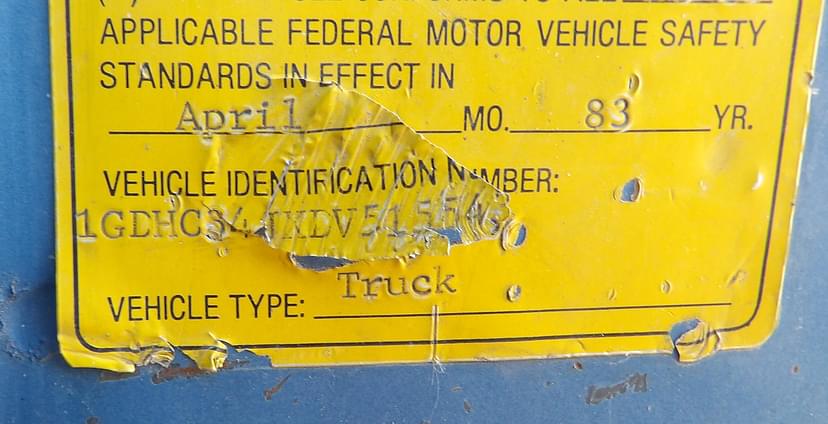 APPLICABLE FEDERAL MOTOR VEHICLE SAFETY
STANDARDS IN EFFECT IN
April MO. 83 YR.
VEHICLE IDENTIFICATION NUMBER:
Truck
VEHICLE TYPE: